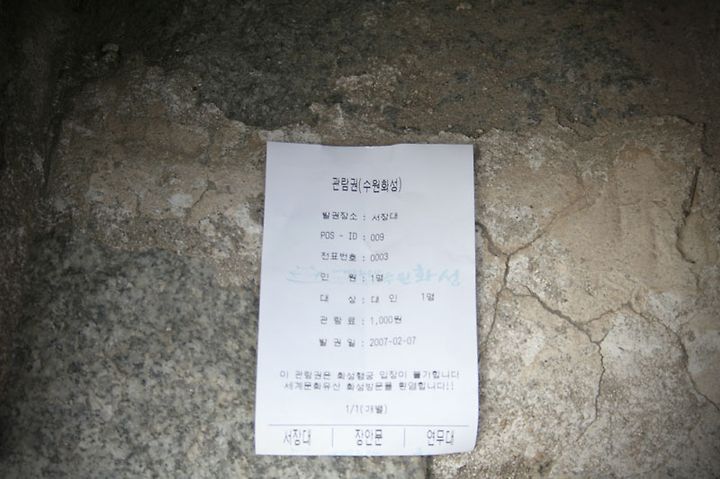 관람권(수원화성)
발권장소 : 서장대
POS - ID : 009
전표번호 : 0003
인 원 : 1명
대 상 : 대 인 1명
관 람 료 : 1,000원
발 권 일 : 2007-02-07
이 관람권은 화성행궁 입장이 불가합니다
세계문화유산 화성방문을 환영합니다!!
1/1(개별)
서장대 장안문 연무대